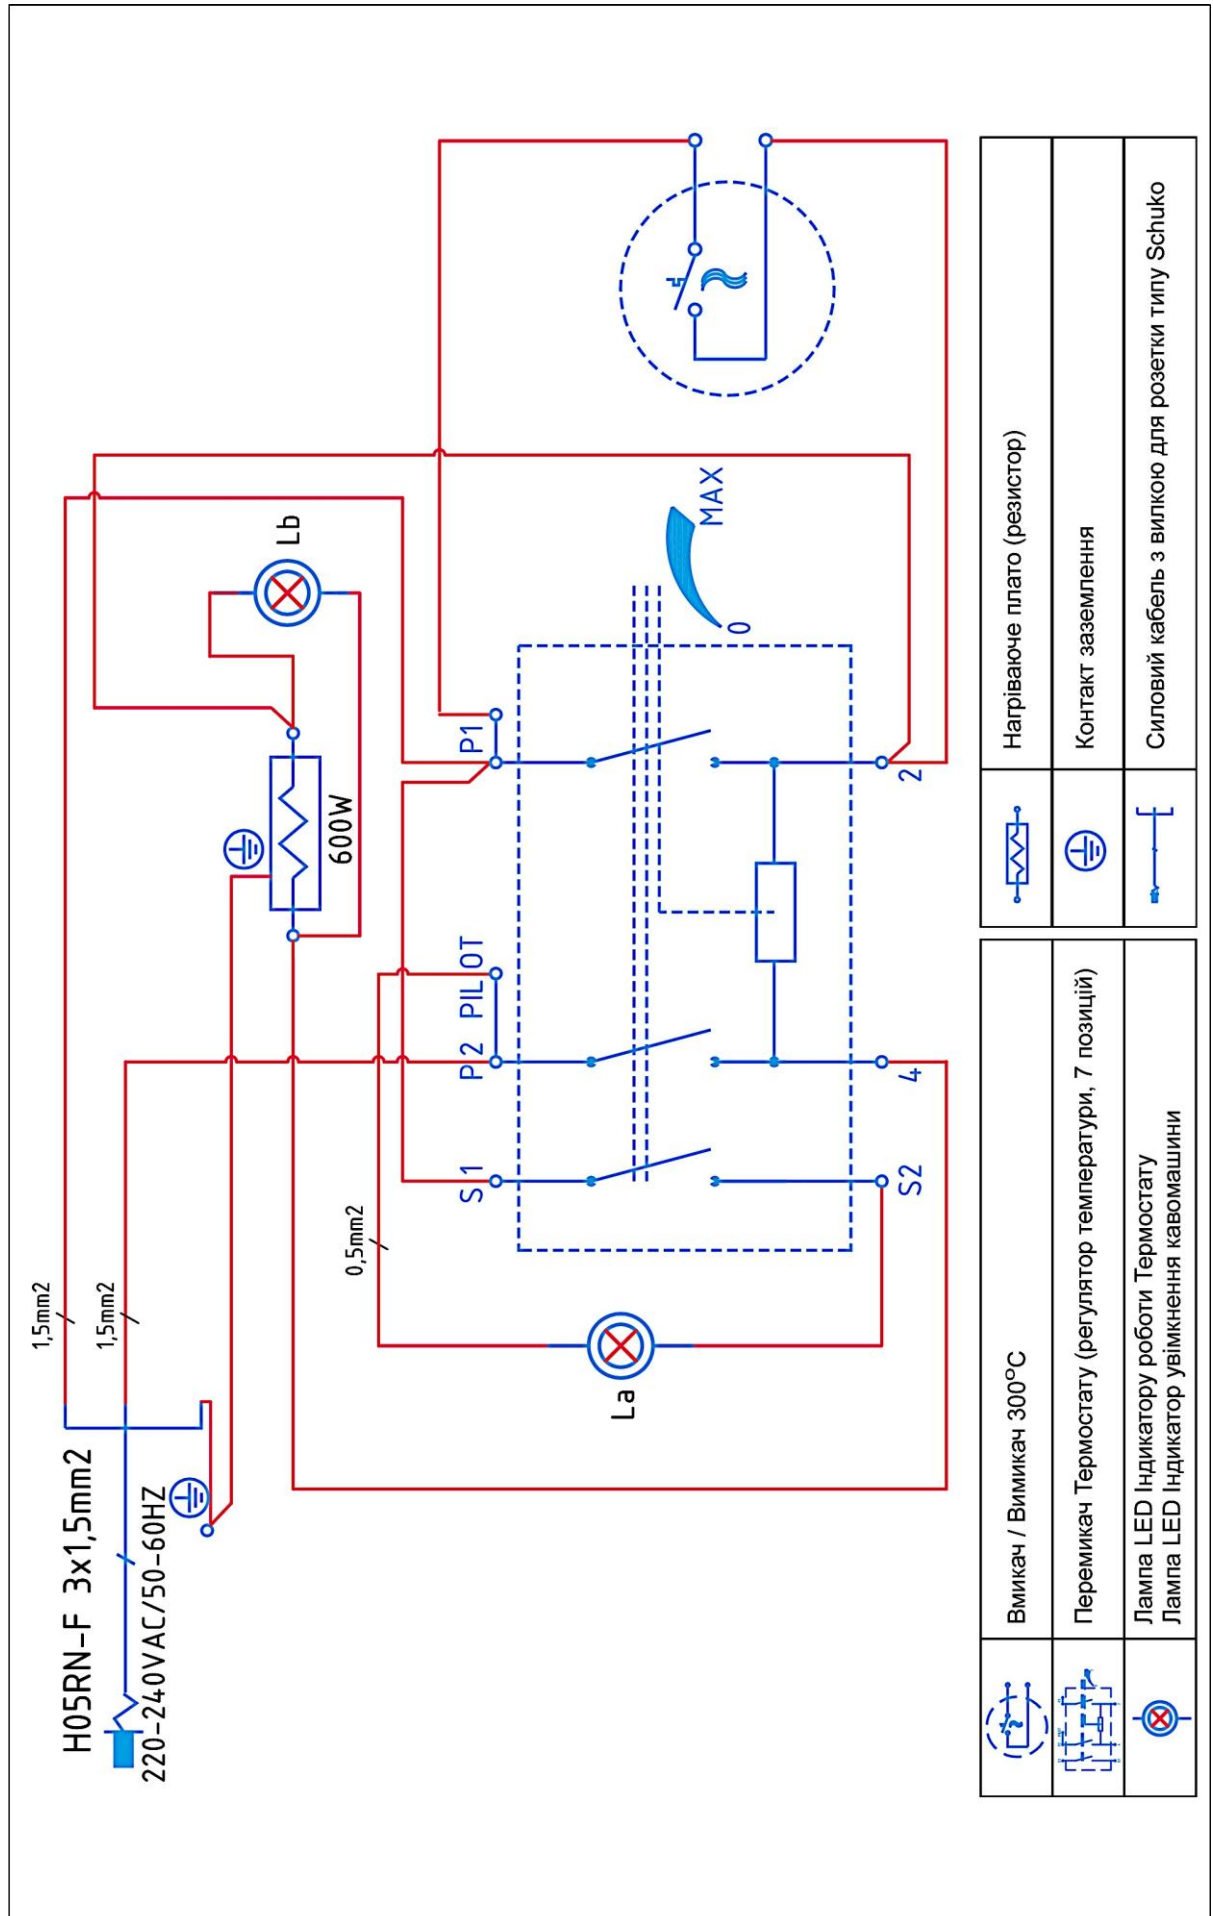 H05RN-F 3x1,5mm2
220-240VAC/50-60HZ
1,5mm2
1,5mm2
0,5mm2
600W
Lb
La
S1
P2
PILOT
P1
S2
4
2
0
MAX
Вмикач / Вимикач 300°C
Перемикач Термостату (регулятор температури, 7 позицій)
Лампа LED Індикатору роботи Термостату
Лампа LED Індикатор увімкнення кавомашини
Нагріваюче плато (резистор)
Контакт заземлення
Силовий кабель з вилкою для розетки типу Schuko